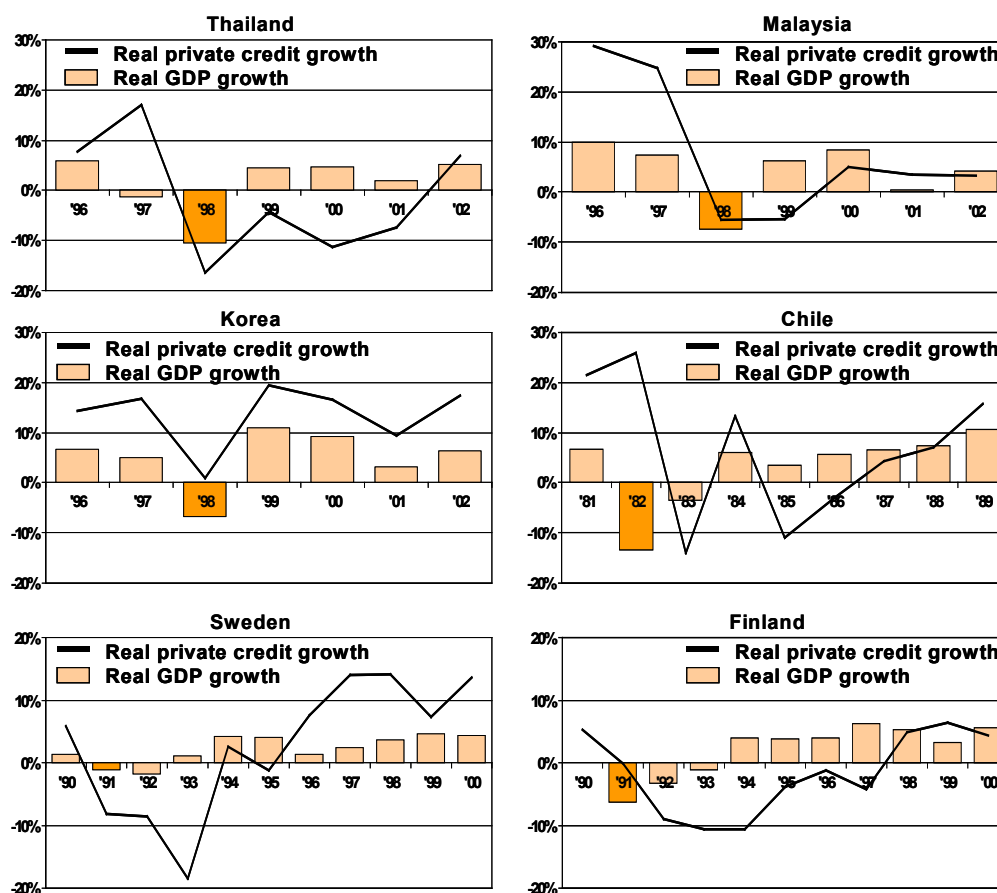 Thailand
30%
20%
10%
0%
-10%
-20%
Real private credit growth
Real GDP growth
'96 '97 '98 '99 '00 '01 '02
Malaysia
30%
20%
10%
0%
-10%
-20%
Real private credit growth
Real GDP growth
'96 '97 '98 '99 '00 '01 '02
Korea
30%
20%
10%
0%
-10%
-20%
Real private credit growth
Real GDP growth
'96 '97 '98 '99 '00 '01 '02
Chile
30%
20%
10%
0%
-10%
-20%
Real private credit growth
Real GDP growth
'81 '82 '83 '84 '85 '86 '87 '88 '89
Sweden
20%
10%
0%
-10%
-20%
Real private credit growth
Real GDP growth
'90 '91 '92 '93 '94 '95 '96 '97 '98 '99 '00
Finland
20%
10%
0%
-10%
-20%
Real private credit growth
Real GDP growth
'90 '91 '92 '93 '94 '95 '96 '97 '98 '99 '00